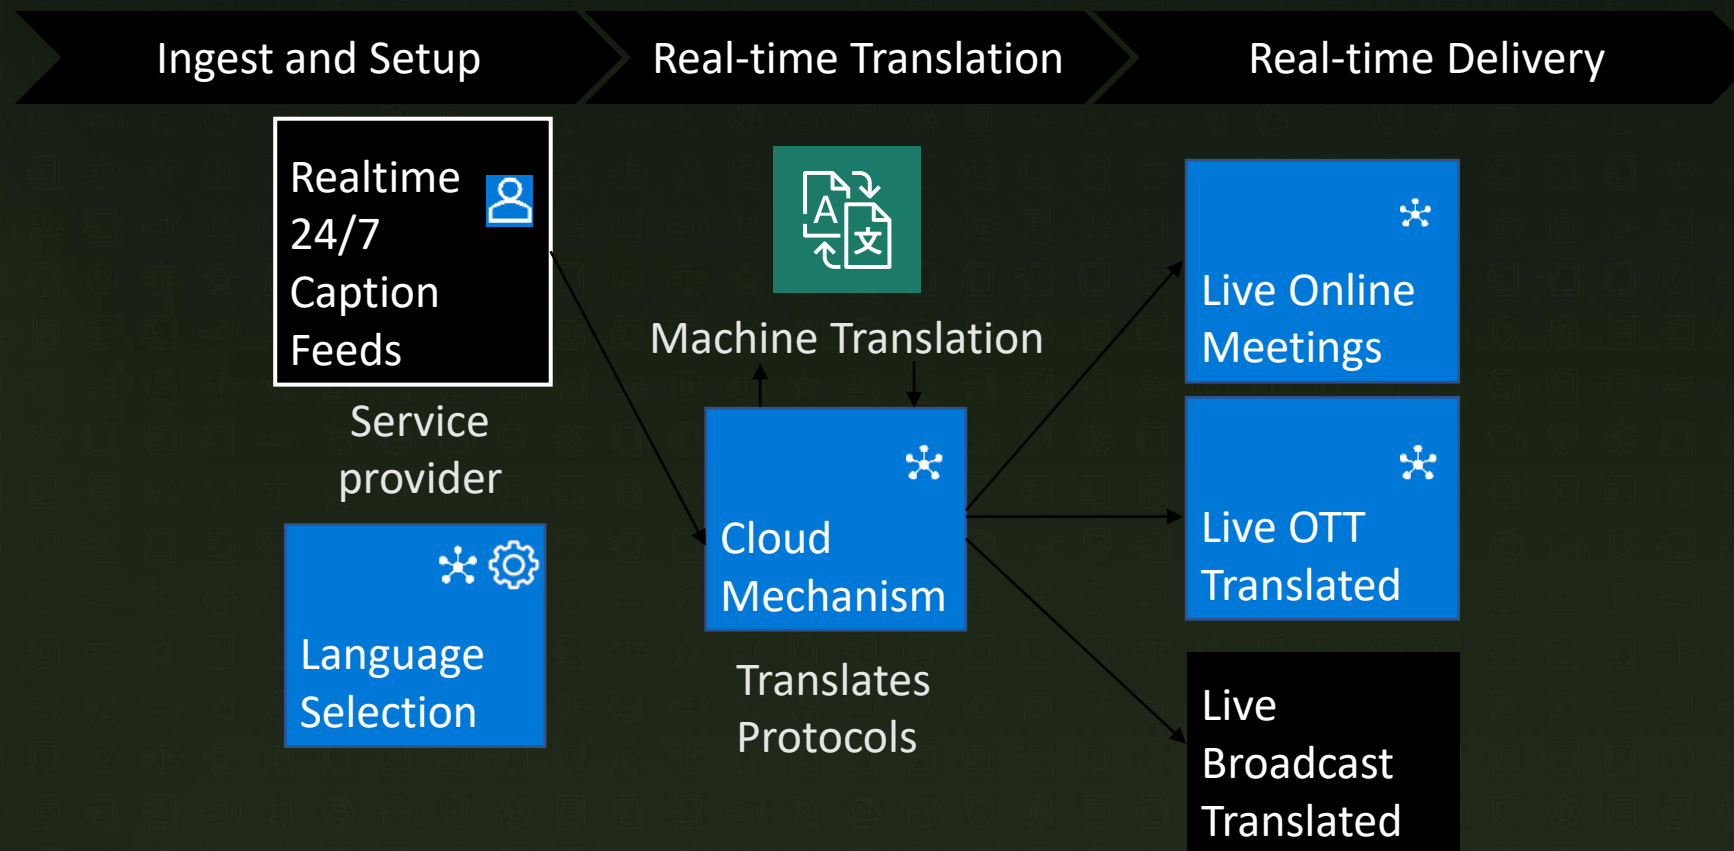 Ingest and Setup
Real-time Translation
Real-time Delivery
Realtime
24/7
Caption
Feeds
Service
provider
Language
Selection
A
文
Machine Translation
Cloud
Mechanism
Translates
Protocols
Live Online
Meetings
Live OTT
Translated
Live
Broadcast
Translated